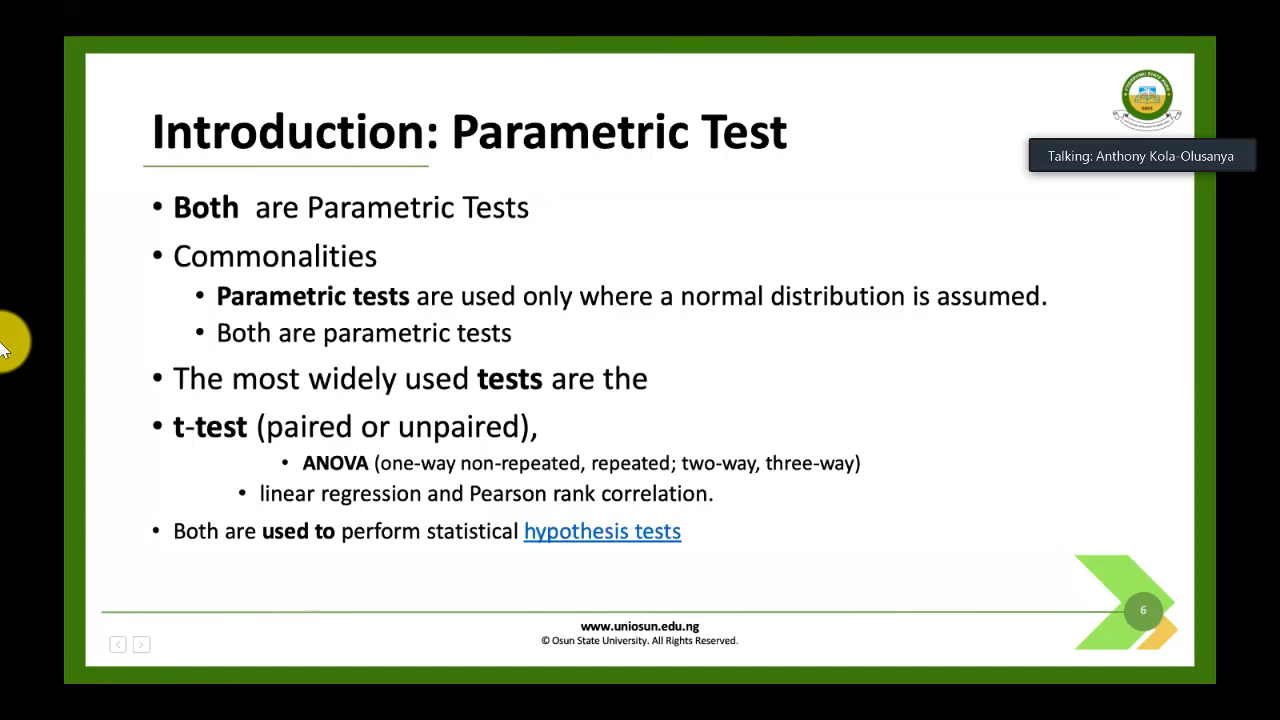 Introduction: Parametric Test
Talking: Anthony Kola-Olusanya
• Both are Parametric Tests
• Commonalities
• Parametric tests are used only where a normal distribution is assumed.
• Both are parametric tests
• The most widely used tests are the
• t-test (paired or unpaired),
• ANOVA (one-way non-repeated, repeated; two-way, three-way)
• linear regression and Pearson rank correlation.
• Both are used to perform statistical hypothesis tests
6
www.uniosun.edu.ng
© Osun State University. All Rights Reserved.